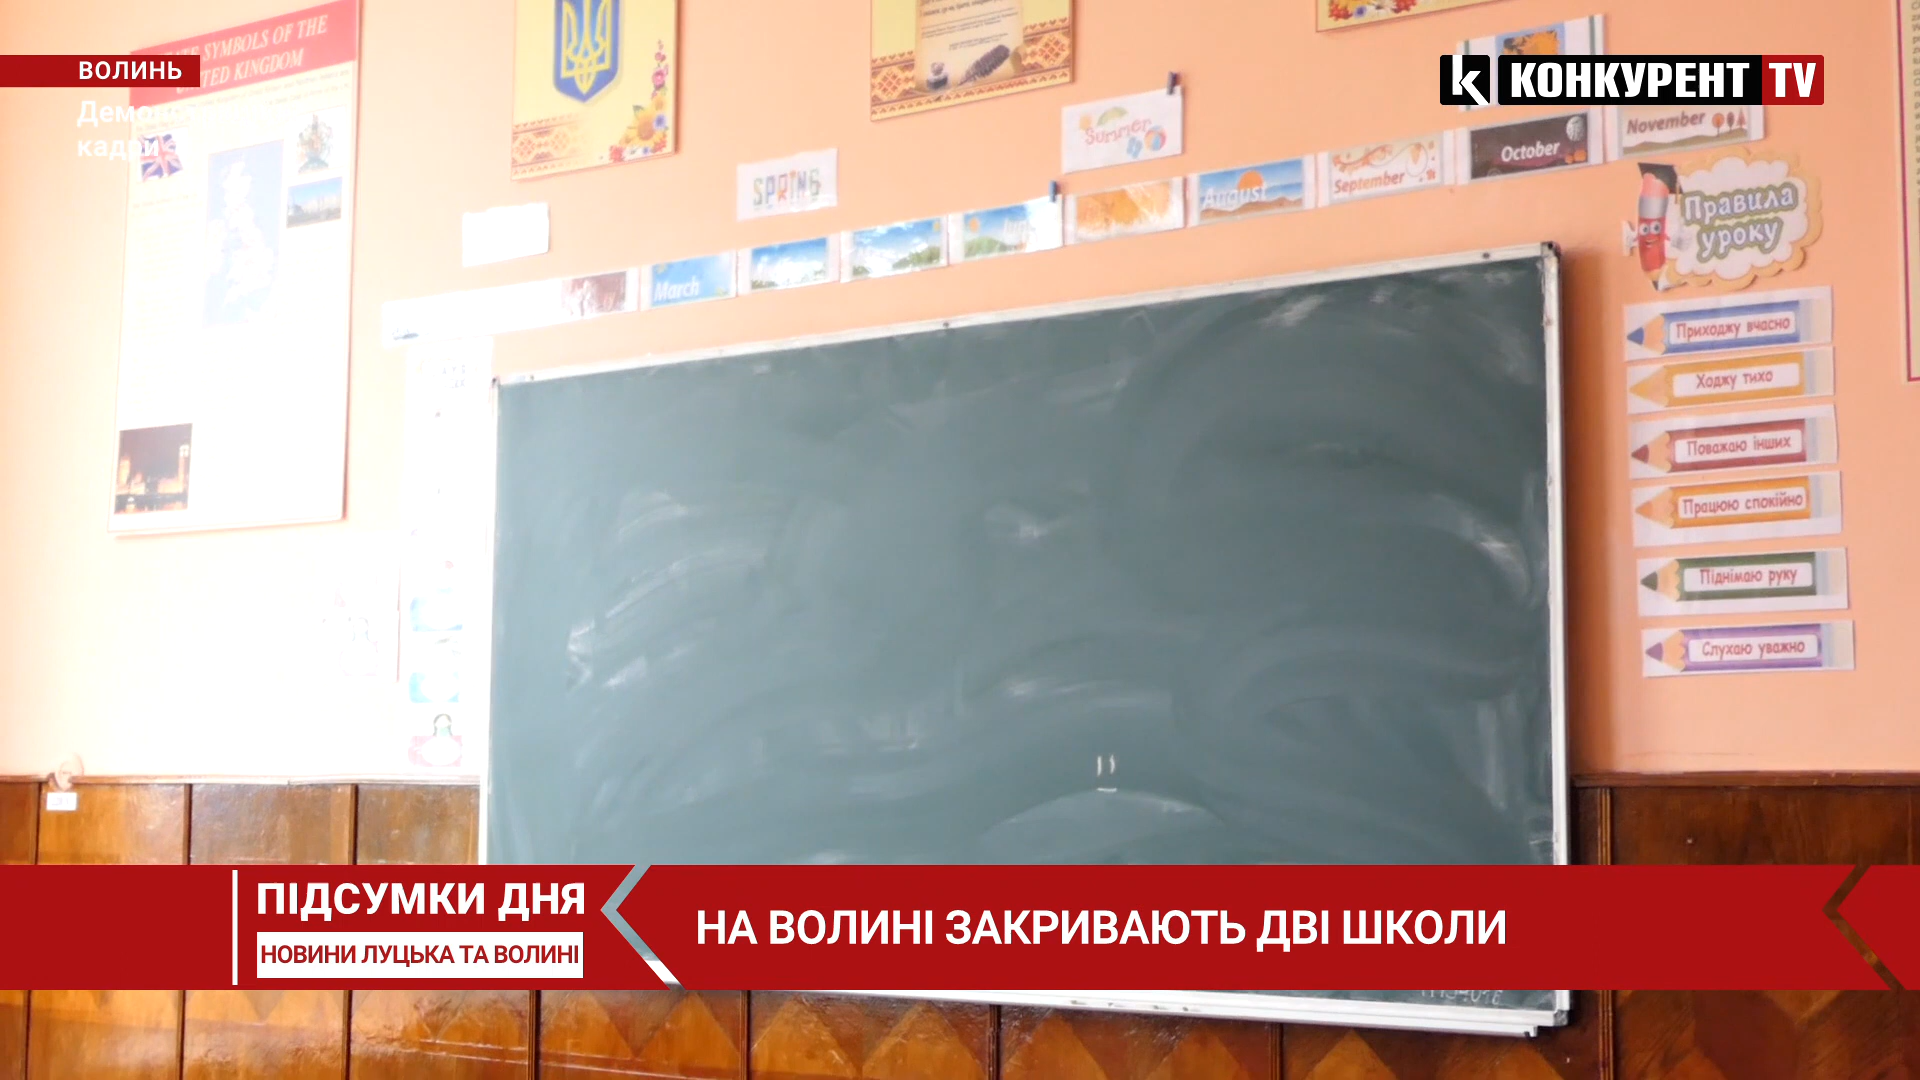 SYMBOLS OF THE
UNITED KINGDOM
ВОЛИНЬ
кадри
КОНКУРЕНТ TV
SPRING
Summer
March
August
September
October
November
Правила
уроку
Приходжу вчасно
Ходжу тихо
Поважаю інших
Працюю спокійно
Піднімаю руку
Слухаю уважно
ПІДСУМКИ ДНЯ
НОВИНИ ЛУЦЬКА ТА ВОЛИНІ
НА ВОЛИНІ ЗАКРИВАЮТЬ ДВІ ШКОЛИ